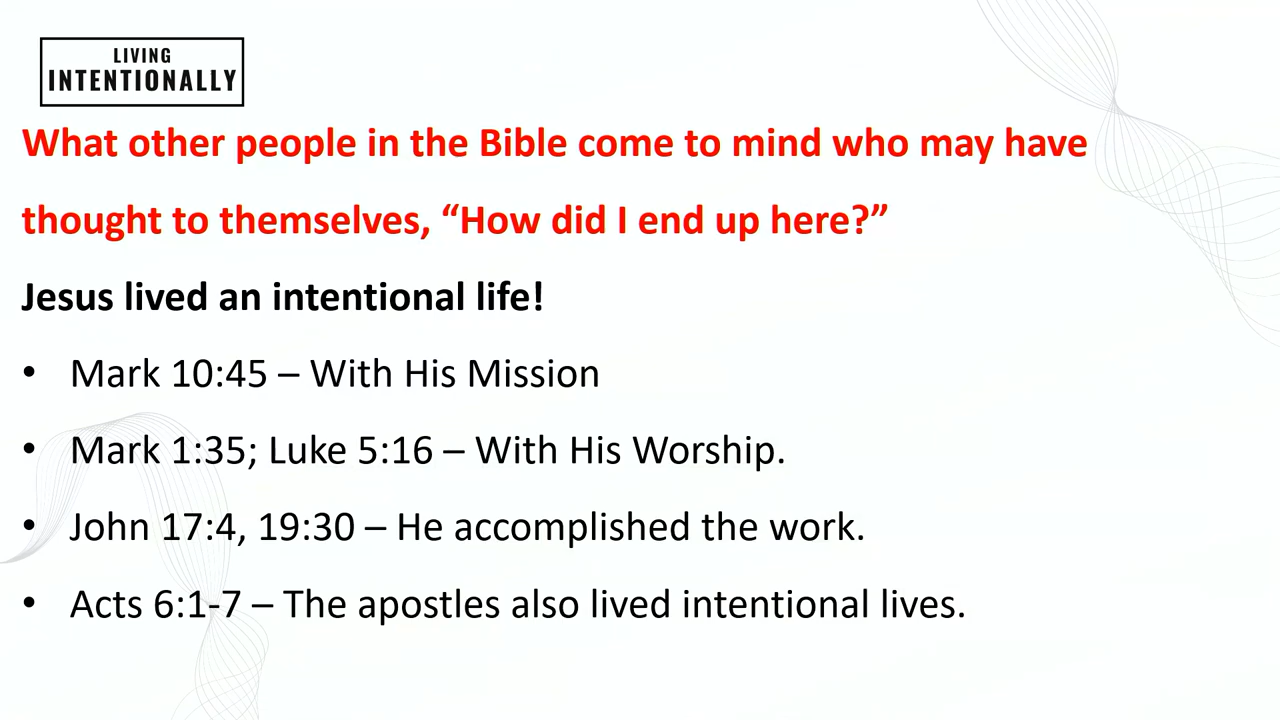 LIVING
INTENTIONALLY
What other people in the Bible come to mind who may have
thought to themselves, “How did I end up here?”
Jesus lived an intentional life!
• Mark 10:45 – With His Mission
• Mark 1:35; Luke 5:16 – With His Worship.
• John 17:4, 19:30 – He accomplished the work.
• Acts 6:1-7 – The apostles also lived intentional lives.